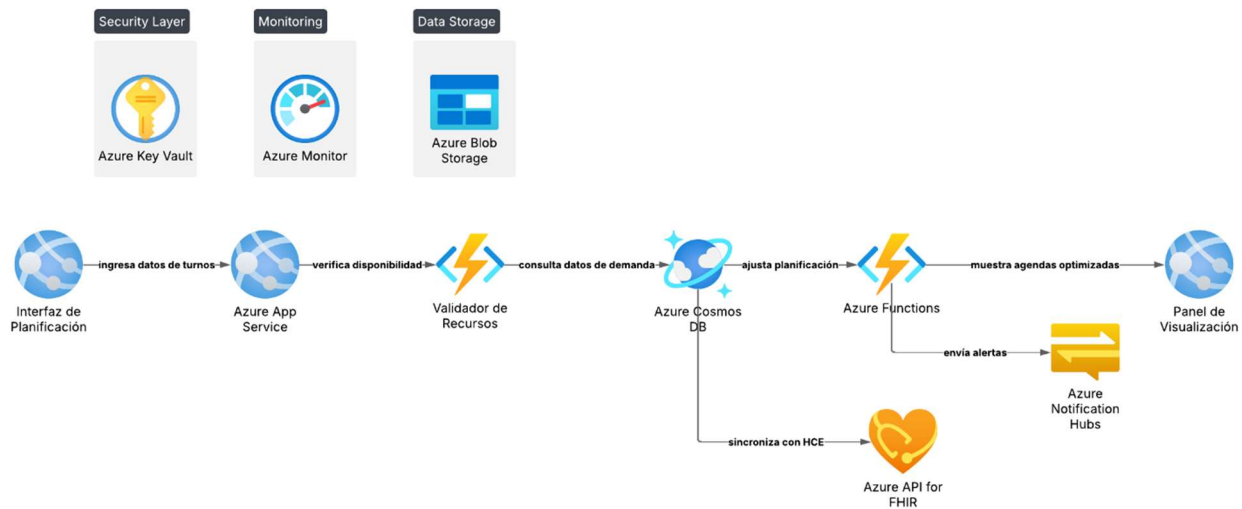 Security Layer
Monitoring
Data Storage
Azure Key Vault
Azure Monitor
Azure Blob
Storage
ingresa datos de turnos
verifica disponibilidad
consulta datos de demanda
ajusta planificación
muestra agendas optimizadas
Interfaz de
Planificación
Azure App
Service
Validador de
Recursos
Azure Cosmos
DB
Azure Functions
Panel de
Visualización
envía alertas
Azure
Notification
Hubs
sincroniza con HCE
Azure API for
FHIR